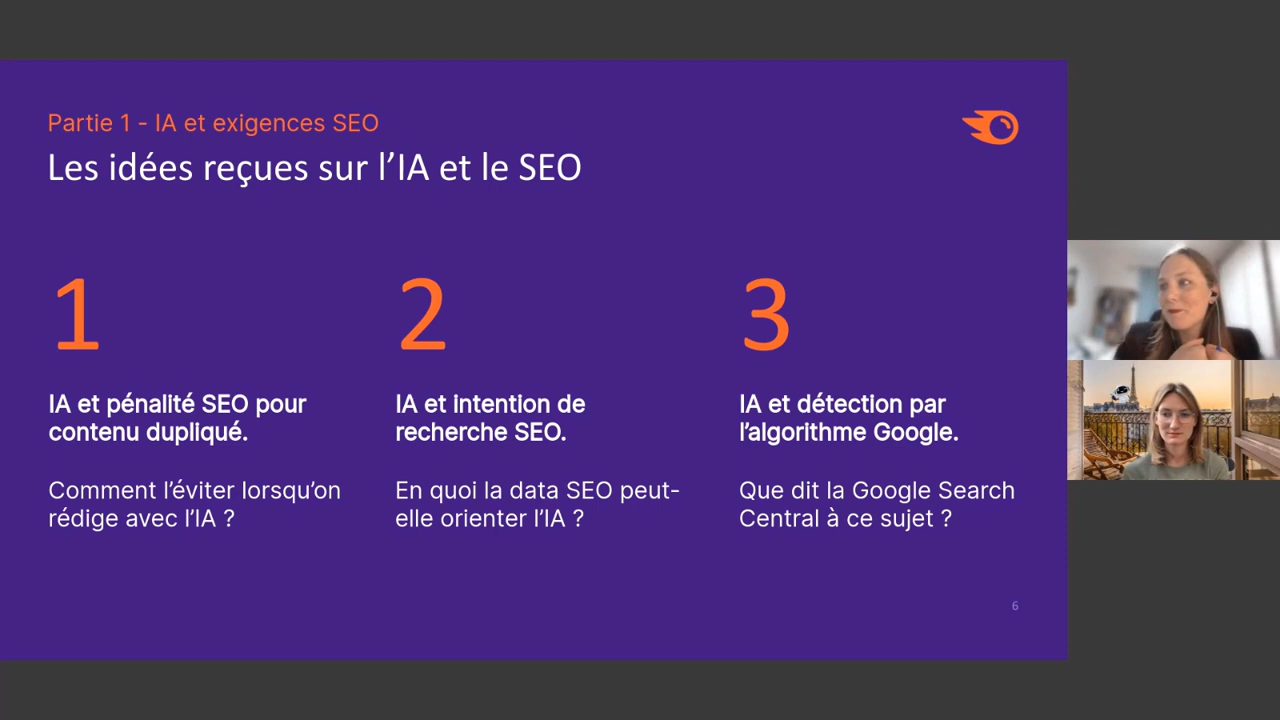 Partie 1 - IA et exigences SEO
Les idées reçues sur l’IA et le SEO
1
IA et pénalité SEO pour
contenu dupliqué.
Comment l’éviter lorsqu’on
rédige avec l’IA ?
2
IA et intention de
recherche SEO.
En quoi la data SEO peut-
elle orienter l’IA ?
3
IA et détection par
l’algorithme Google.
Que dit la Google Search
Central à ce sujet ?
6